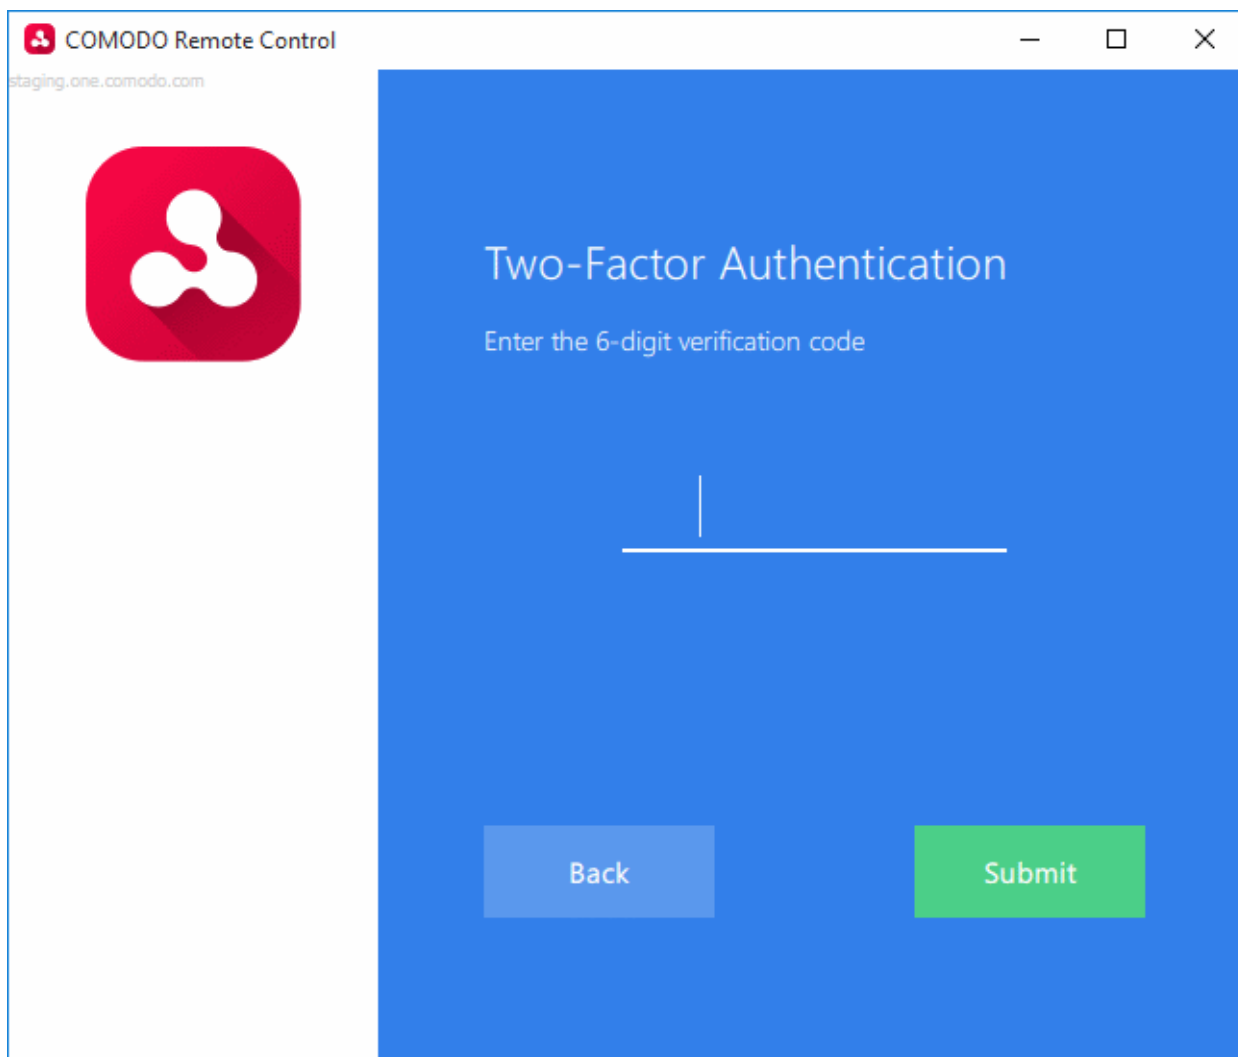 COMODO Remote Control
staging.one.comodo.com
Two-Factor Authentication
Enter the 6-digit verification code
Back
Submit